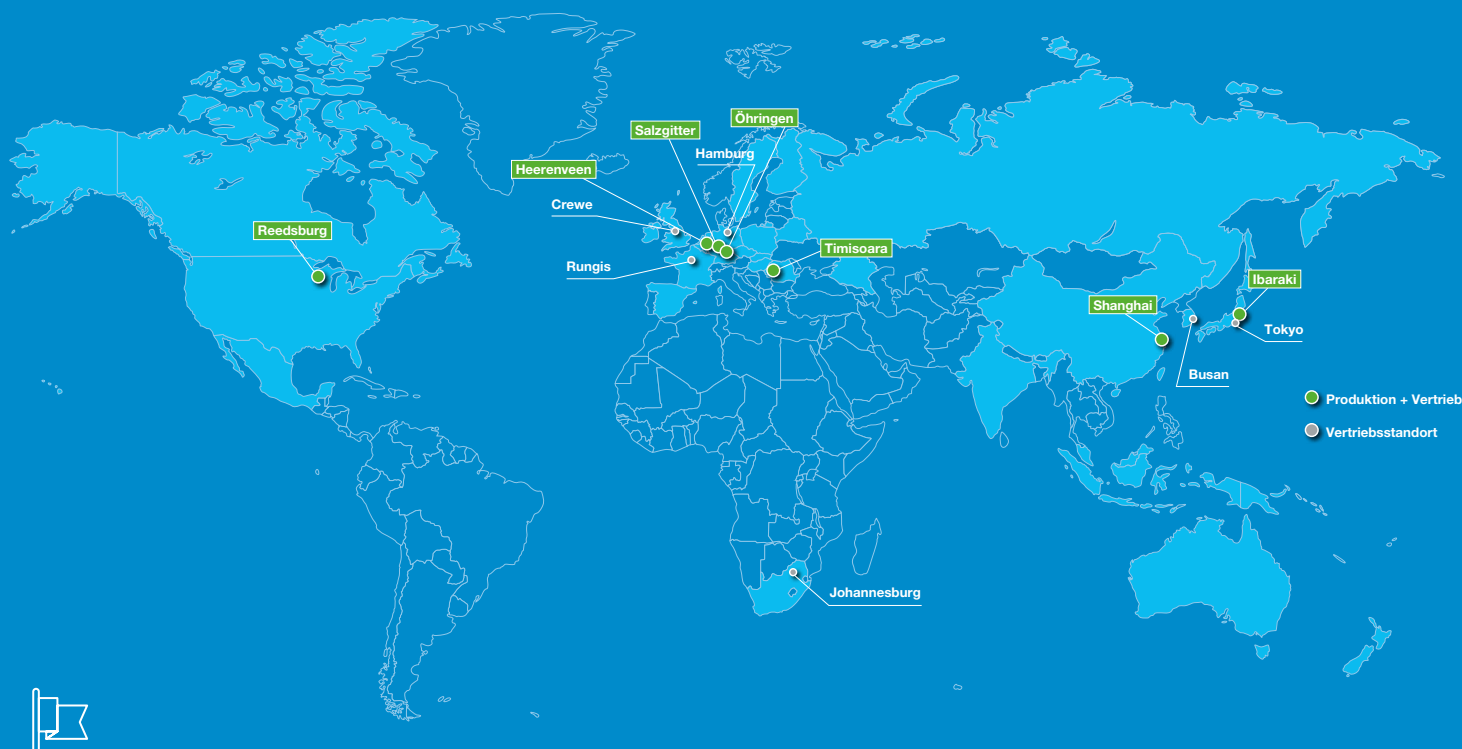 Öhringen
Salzgitter
Hamburg
Heerenveen
Crewe
Reedsburg
Timisoara
Rungis
Ibaraki
Shanghai
Tokyo
Busan
Produktion + Vertrieb
Vertriebsstandort
Johannesburg